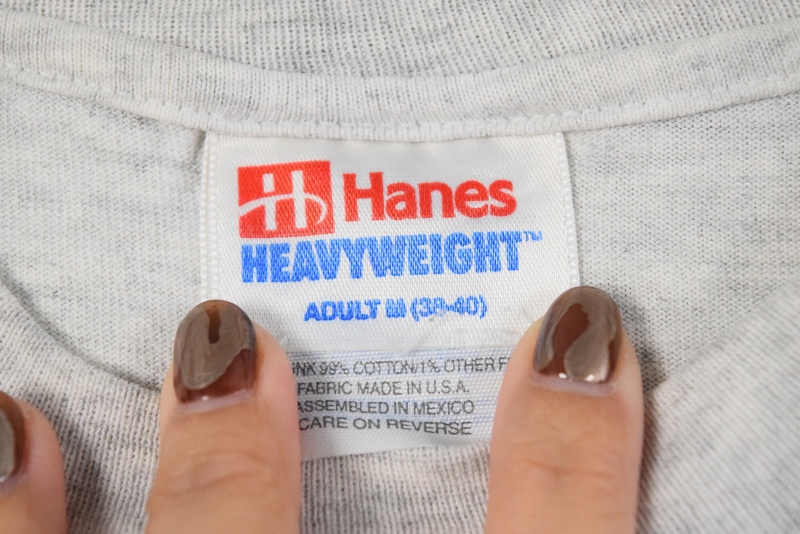 H Hanes
HEAVYWEIGHT™
ADULT M (38-40)
99% COTTON/1% OTHER
FABRIC MADE IN U.S.A.
ASSEMBLED IN MEXICO
CARE ON REVERSE